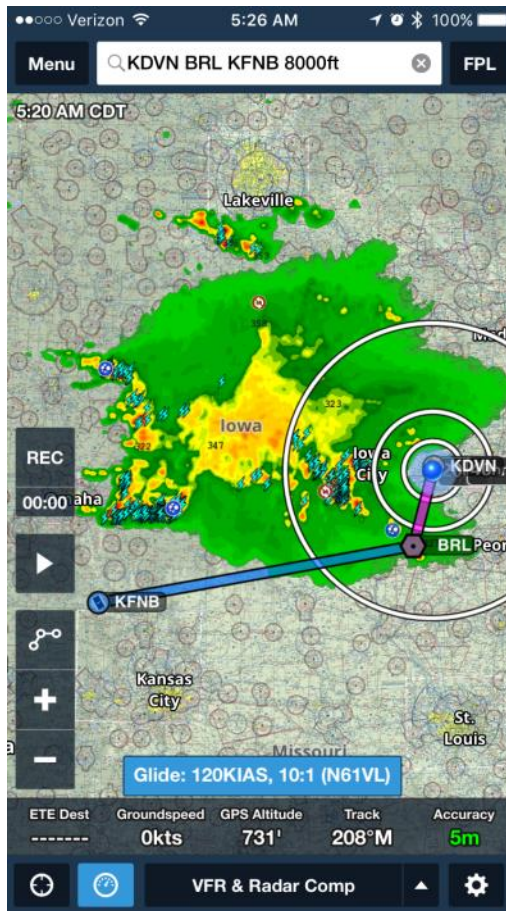 Verizon 5:26 AM 100%
Menu KDVN BRL KFNB 8000ft FPL
5:20 AM CDT
Lakeville
358
323
Iowa
347
REC
Iowa
City
KDVN
00:00
BRL
KFNB
Kansas
City
St.
Louis
Missouri
Glide: 120KIAS, 10:1 (N61VL)
ETE Dest Groundspeed GPS Altitude Track Accuracy
------- 0kts 731' 208°M 5m
VFR & Radar Comp